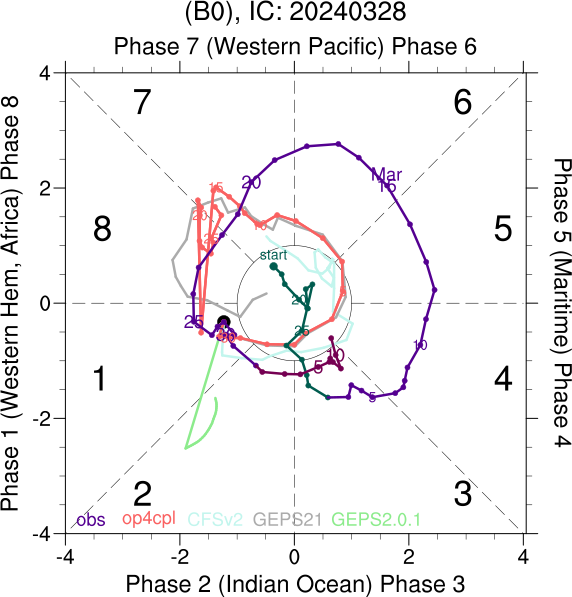 (B0), IC: 20240328
Phase 7 (Western Pacific) Phase 6
Phase 1 (Western Hem, Africa) Phase 8
Phase 5 (Maritime) Phase 4
4
2
0
-2
-4
7
6
8
5
1
4
2
3
Mar
15
20
15
10
start
20
25
25
10
5
10
5
obs op4cpl CFSv2 GEPS21 GEPS2.0.1
-4 -2 0 2 4
Phase 2 (Indian Ocean) Phase 3